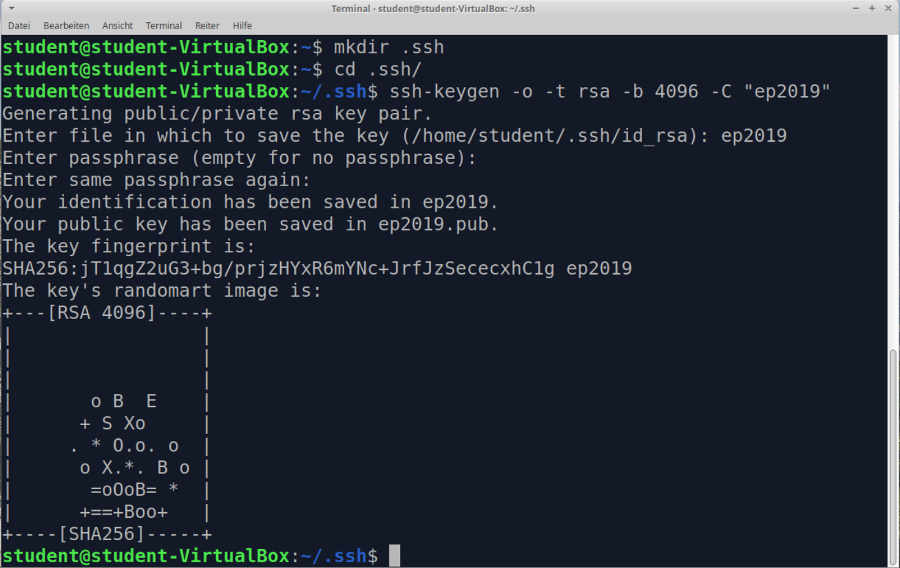 Terminal - student@student-VirtualBox: ~/.ssh
Datei Bearbeiten Ansicht Terminal Reiter Hilfe
student@student-VirtualBox:~$ mkdir .ssh
student@student-VirtualBox:~$ cd .ssh/
student@student-VirtualBox:~/.ssh$ ssh-keygen -o -t rsa -b 4096 -C "ep2019"
Generating public/private rsa key pair.
Enter file in which to save the key (/home/student/.ssh/id_rsa): ep2019
Enter passphrase (empty for no passphrase):
Enter same passphrase again:
Your identification has been saved in ep2019.
Your public key has been saved in ep2019.pub.
The key fingerprint is:
SHA256:jT1qgZ2uG3+bg/prjzHYxR6mYNc+JrfJzSececxhC1g ep2019
The key's randomart image is:
+---[RSA 4096]----+
|                 |
|                 |
|                 |
|       o B  E    |
|      + S Xo     |
|     . * O.o. o  |
|      o X.*. B o |
|       =oOoB= *  |
|      +==+Boo+   |
+----[SHA256]-----+
student@student-VirtualBox:~/.ssh$